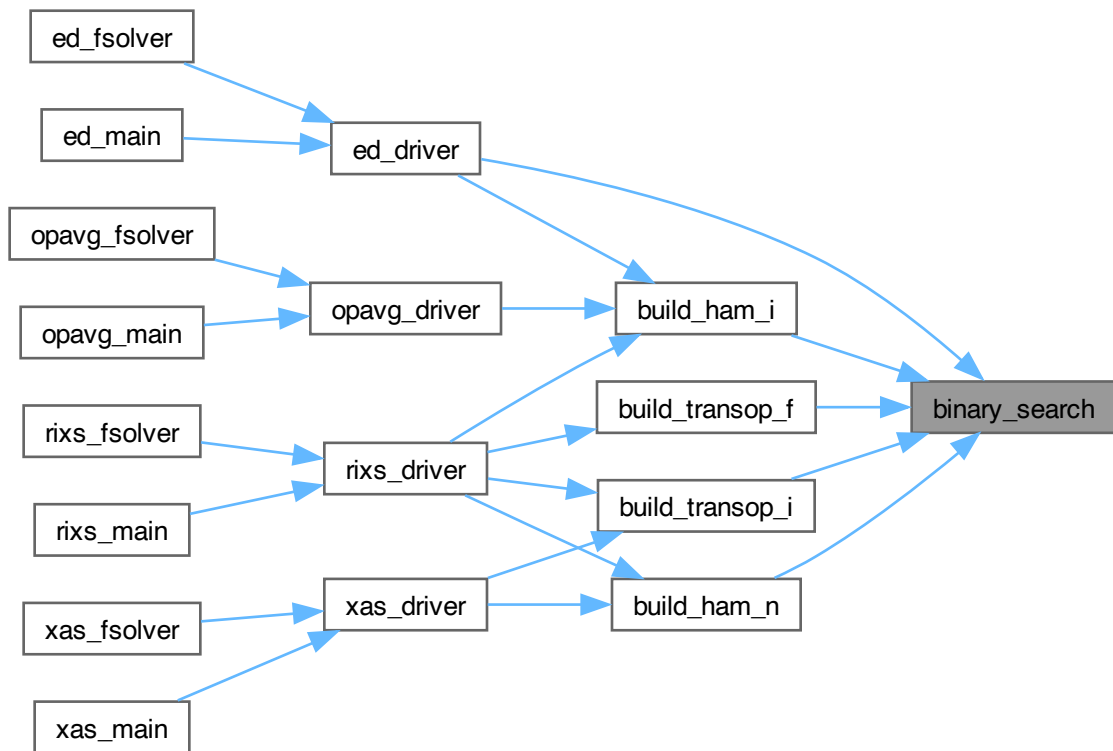 ed_fsolver
ed_main
ed_driver
opavg_fsolver
opavg_main
opavg_driver
build_ham_i
build_transop_f
binary_search
rixs_fsolver
rixs_driver
build_transop_i
rixs_main
xas_fsolver
xas_driver
build_ham_n
xas_main